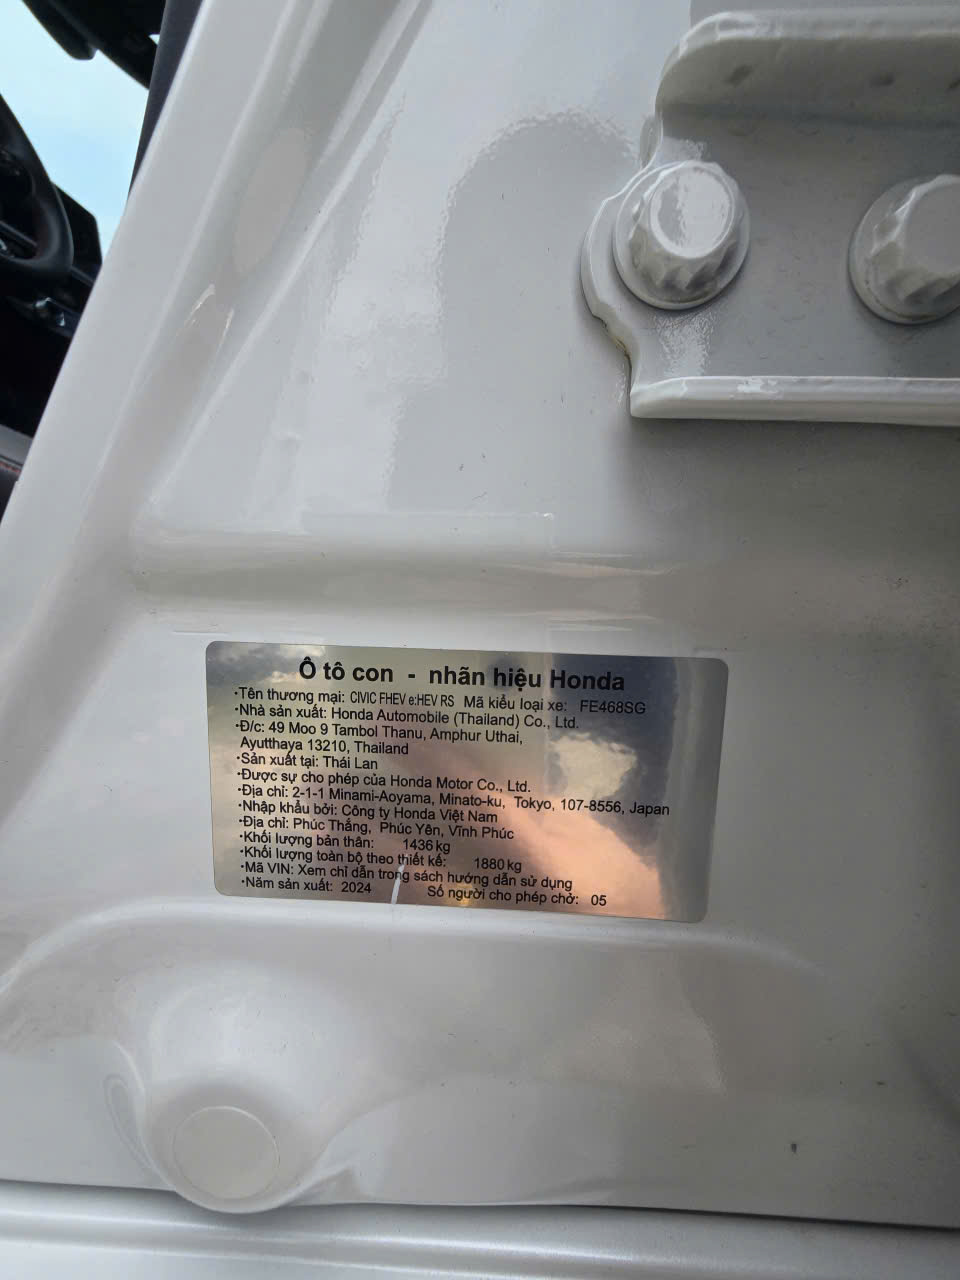 Ô tô con - nhãn hiệu Honda
·Tên thương mại: CIVIC FHEV e:HEV RS Mã kiểu loại xe: FE468SG
·Nhà sản xuất: Honda Automobile (Thailand) Co., Ltd.
·Đ/c: 49 Moo 9 Tambol Thanu, Amphur Uthai,
Ayutthaya 13210, Thailand
·Sản xuất tại: Thái Lan
·Được sự cho phép của Honda Motor Co., Ltd.
·Địa chỉ: 2-1-1 Minami-Aoyama, Minato-ku, Tokyo, 107-8556, Japan
·Nhập khẩu bởi: Công ty Honda Việt Nam
·Địa chỉ: Phúc Thắng, Phúc Yên, Vĩnh Phúc
·Khối lượng bản thân: 1436 kg
·Khối lượng toàn bộ theo thiết kế: 1880 kg
·Mã VIN: Xem chỉ dẫn trong sách hướng dẫn sử dụng
·Năm sản xuất: 2024 Số người cho phép chở: 05